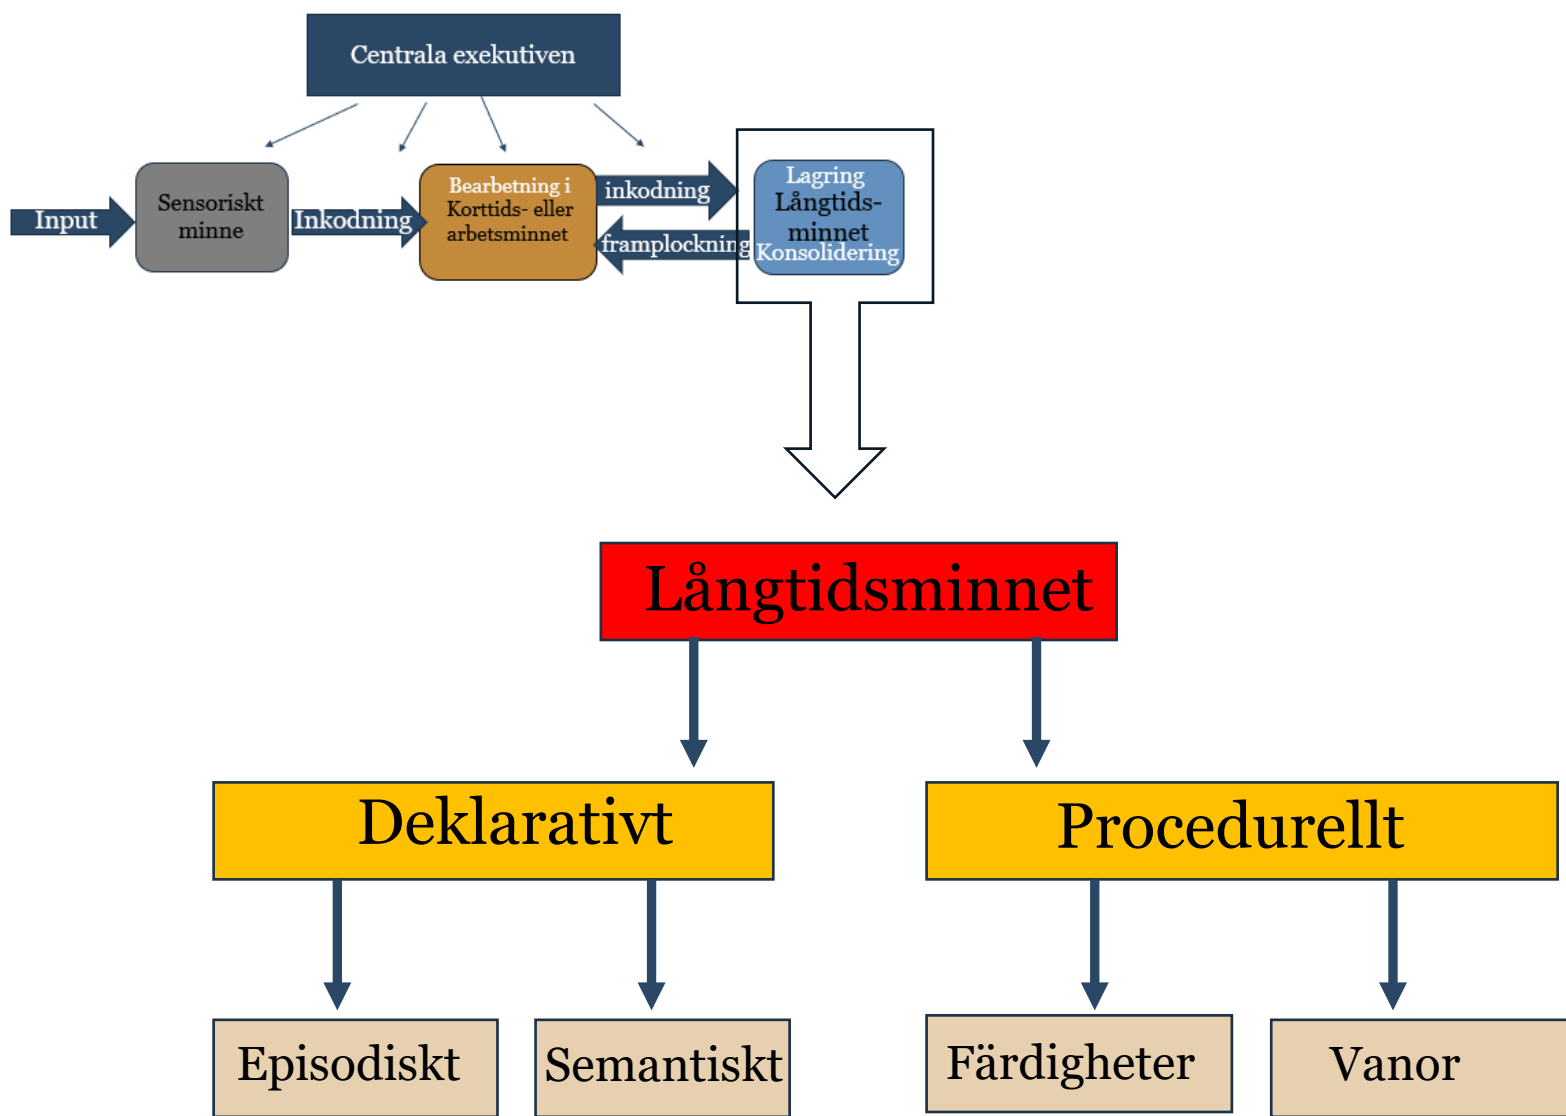 Centrala exekutiven
Input
Sensoriskt
minne
Inkodning
Bearbetning i
Korttids- eller
arbetsminnet
inkodning
framplockning
Lagring
Långtids-
minnet
Konsolidering
Långtidsminnet
Deklarativt
Procedurellt
Episodiskt
Semantiskt
Färdigheter
Vanor